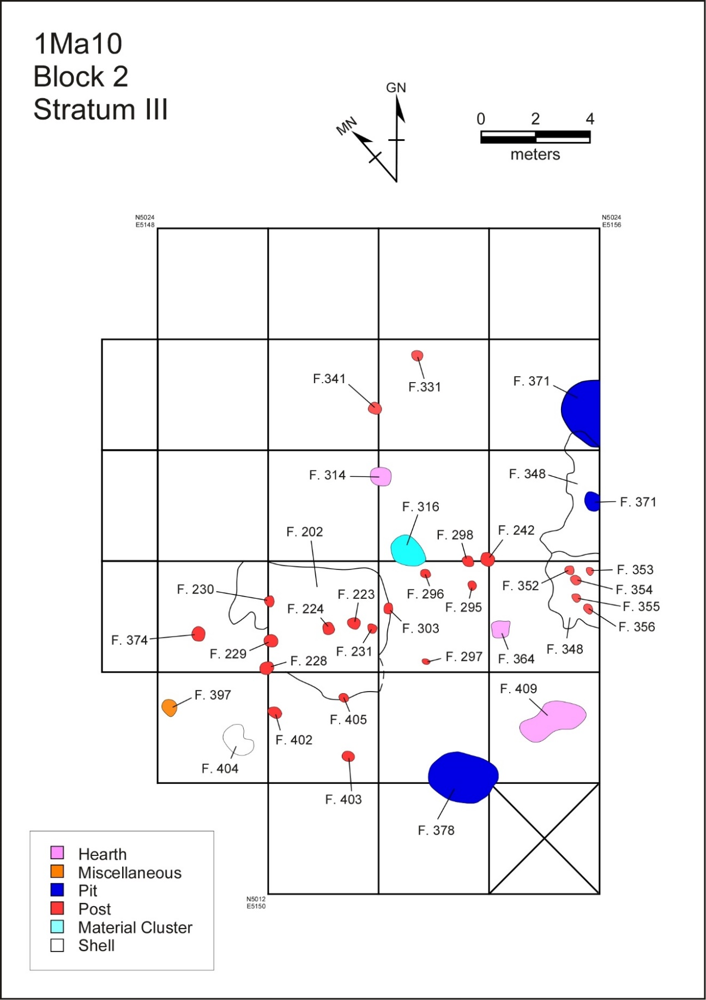 1Ma10
Block 2
Stratum III
GN
MN
0 2 4
meters
N5024
E5148
N5024
E5156
F.341
F.331
F. 371
F. 314
F. 348
F. 316
F. 371
F. 202
F. 298
F. 242
F. 230
F. 224
F. 223
F. 296
F. 295
F. 352
F. 353
F. 354
F. 355
F. 356
F. 303
F. 374
F. 229
F. 231
F. 228
F. 297
F. 364
F. 348
F. 397
F. 409
F. 405
F. 402
F. 404
F. 403
F. 378
N5012
E5150
Hearth
Miscellaneous
Pit
Post
Material Cluster
Shell